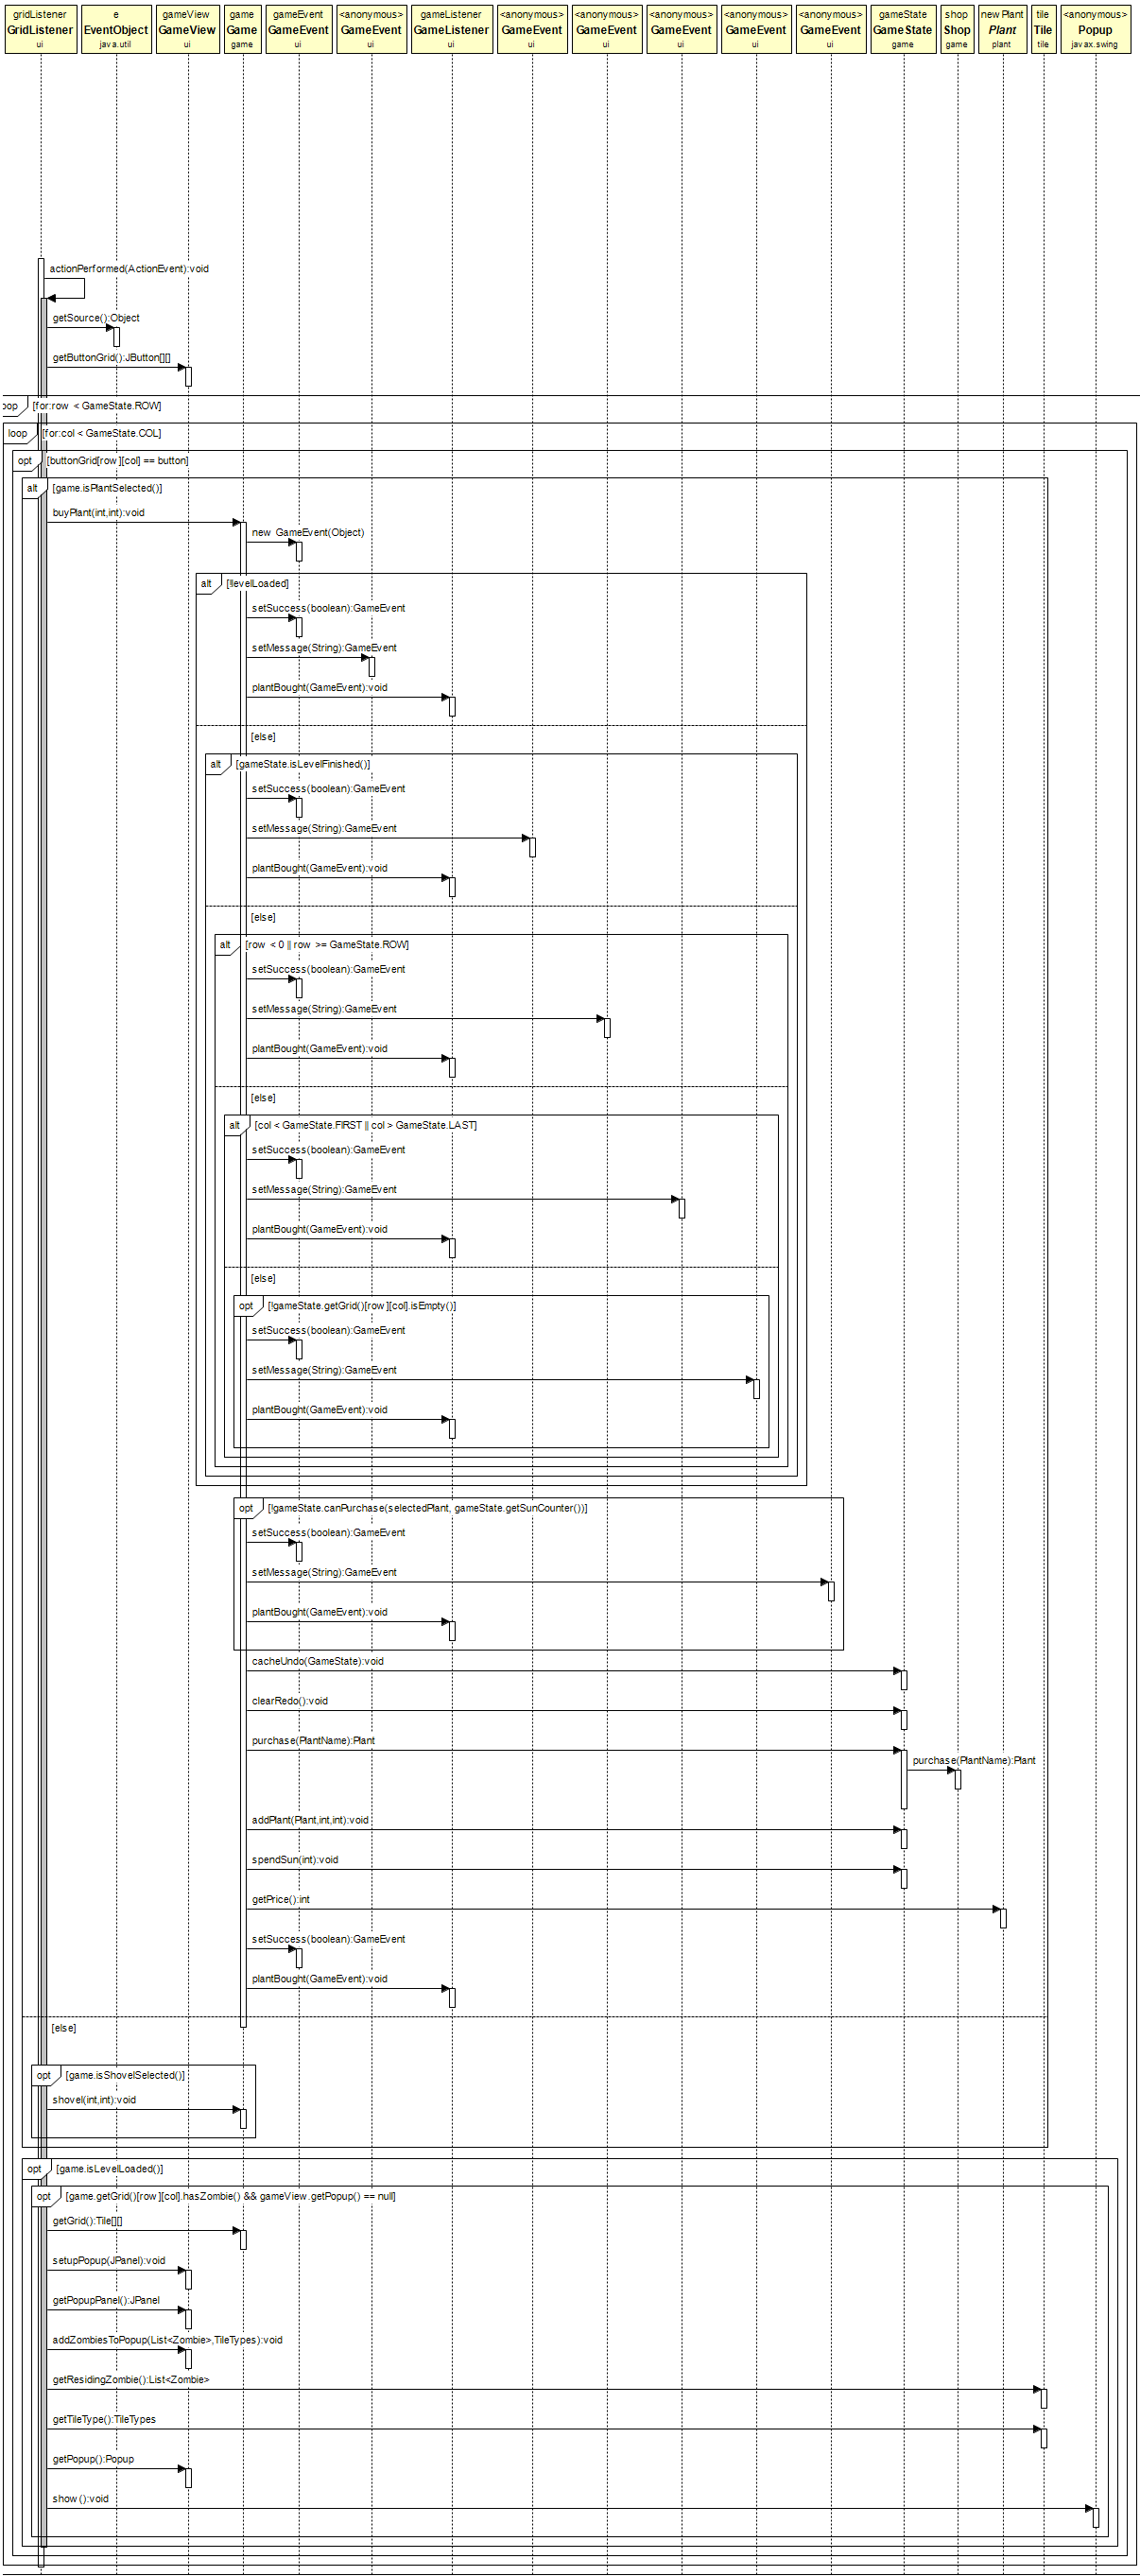 gridListener
GridListener
ui
e
EventObject
java.util
gameView
GameView
ui
game
Game
game
gameEvent
GameEvent
ui
<anonymous>
GameEvent
ui
gameListener
GameListener
ui
<anonymous>
GameEvent
ui
<anonymous>
GameEvent
ui
<anonymous>
GameEvent
ui
<anonymous>
GameEvent
ui
<anonymous>
GameEvent
ui
gameState
GameState
game
shop
Shop
game
newPlant
Plant
plant
tile
Tile
tile
<anonymous>
Popup
javax.swing
actionPerformed(ActionEvent):void
getSource():Object
getButtonGrid():JButton[][]
oop [for:row < GameState.ROW]
loop [for:col < GameState.COL]
opt [buttonGrid[row][col] == button]
alt [game.isPlantSelected()]
buyPlant(int,int):void
new GameEvent(Object)
alt [!levelLoaded]
setSuccess(boolean):GameEvent
setMessage(String):GameEvent
plantBought(GameEvent):void
[else]
alt [gameState.isLevelFinished()]
setSuccess(boolean):GameEvent
setMessage(String):GameEvent
plantBought(GameEvent):void
[else]
alt [row < 0 || row >= GameState.ROW]
setSuccess(boolean):GameEvent
setMessage(String):GameEvent
plantBought(GameEvent):void
[else]
alt [col < GameState.FIRST || col > GameState.LAST]
setSuccess(boolean):GameEvent
setMessage(String):GameEvent
plantBought(GameEvent):void
[else]
opt [!gameState.getGrid()[row][col].isEmpty()]
setSuccess(boolean):GameEvent
setMessage(String):GameEvent
plantBought(GameEvent):void
opt [!gameState.canPurchase(selectedPlant, gameState.getSunCounter())]
setSuccess(boolean):GameEvent
setMessage(String):GameEvent
plantBought(GameEvent):void
cacheUndo(GameState):void
clearRedo():void
purchase(PlantName):Plant
purchase(PlantName):Plant
addPlant(Plant,int,int):void
spendSun(int):void
getPrice():int
setSuccess(boolean):GameEvent
plantBought(GameEvent):void
[else]
opt [game.isShovelSelected()]
shovel(int,int):void
opt [game.isLevelLoaded()]
opt [game.getGrid()[row][col].hasZombie() && gameView.getPopup() == null]
getGrid():Tile[][]
setupPopup(JPanel):void
getPopupPanel():JPanel
addZombiesToPopup(List<Zombie>,TileTypes):void
getResidingZombie():List<Zombie>
getTileType():TileTypes
getPopup():Popup
show():void